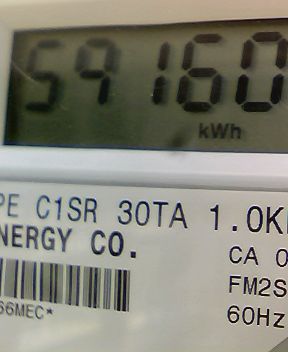 59160
kWh
PE C1SR 30TA 1.0K
NERGY CO.
CA 0
FM2S
66MEC*
60Hz